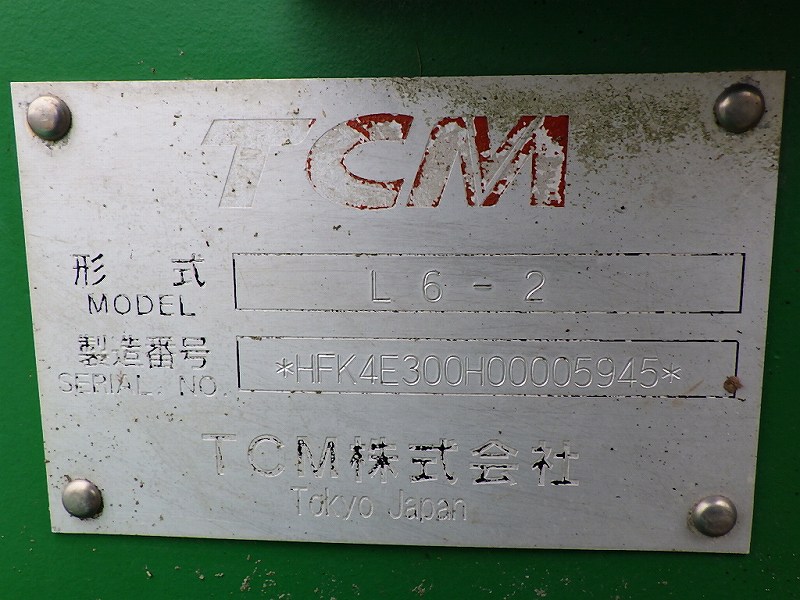 TCM
形式 L6-2
MODEL
製造番号 *HFK4E300H00005945*
SERIAL NO
TCM株式会社
Tokyo Japan